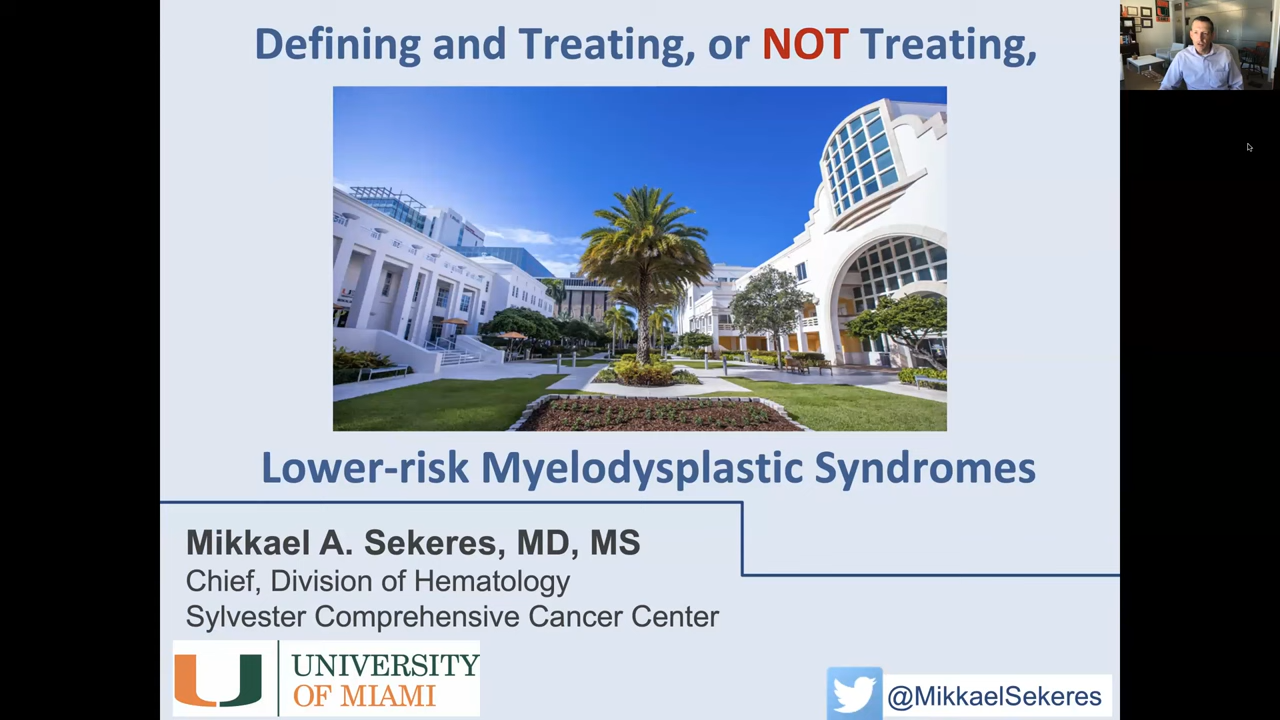 Defining and Treating, or NOT Treating,
Lower-risk Myelodysplastic Syndromes
Mikkael A. Sekeres, MD, MS
Chief, Division of Hematology
Sylvester Comprehensive Cancer Center
UNIVERSITY
OF MIAMI
@MikkaelSekeres